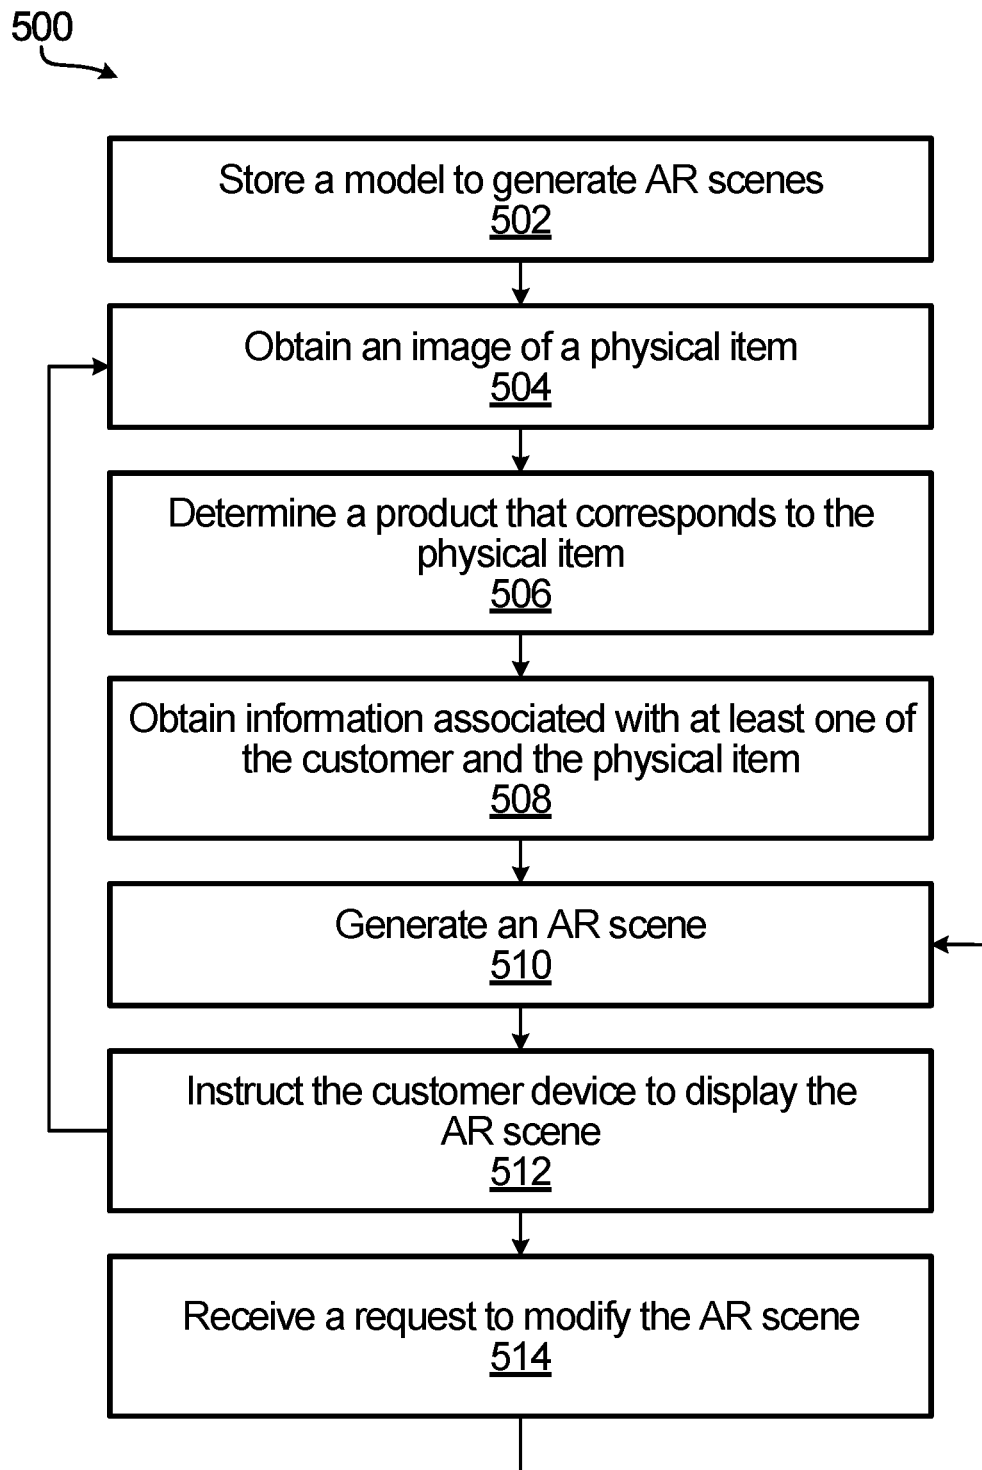 500
Store a model to generate AR scenes
502
Obtain an image of a physical item
504
Determine a product that corresponds to the
physical item
506
Obtain information associated with at least one of
the customer and the physical item
508
Generate an AR scene
510
Instruct the customer device to display the
AR scene
512
Receive a request to modify the AR scene
514